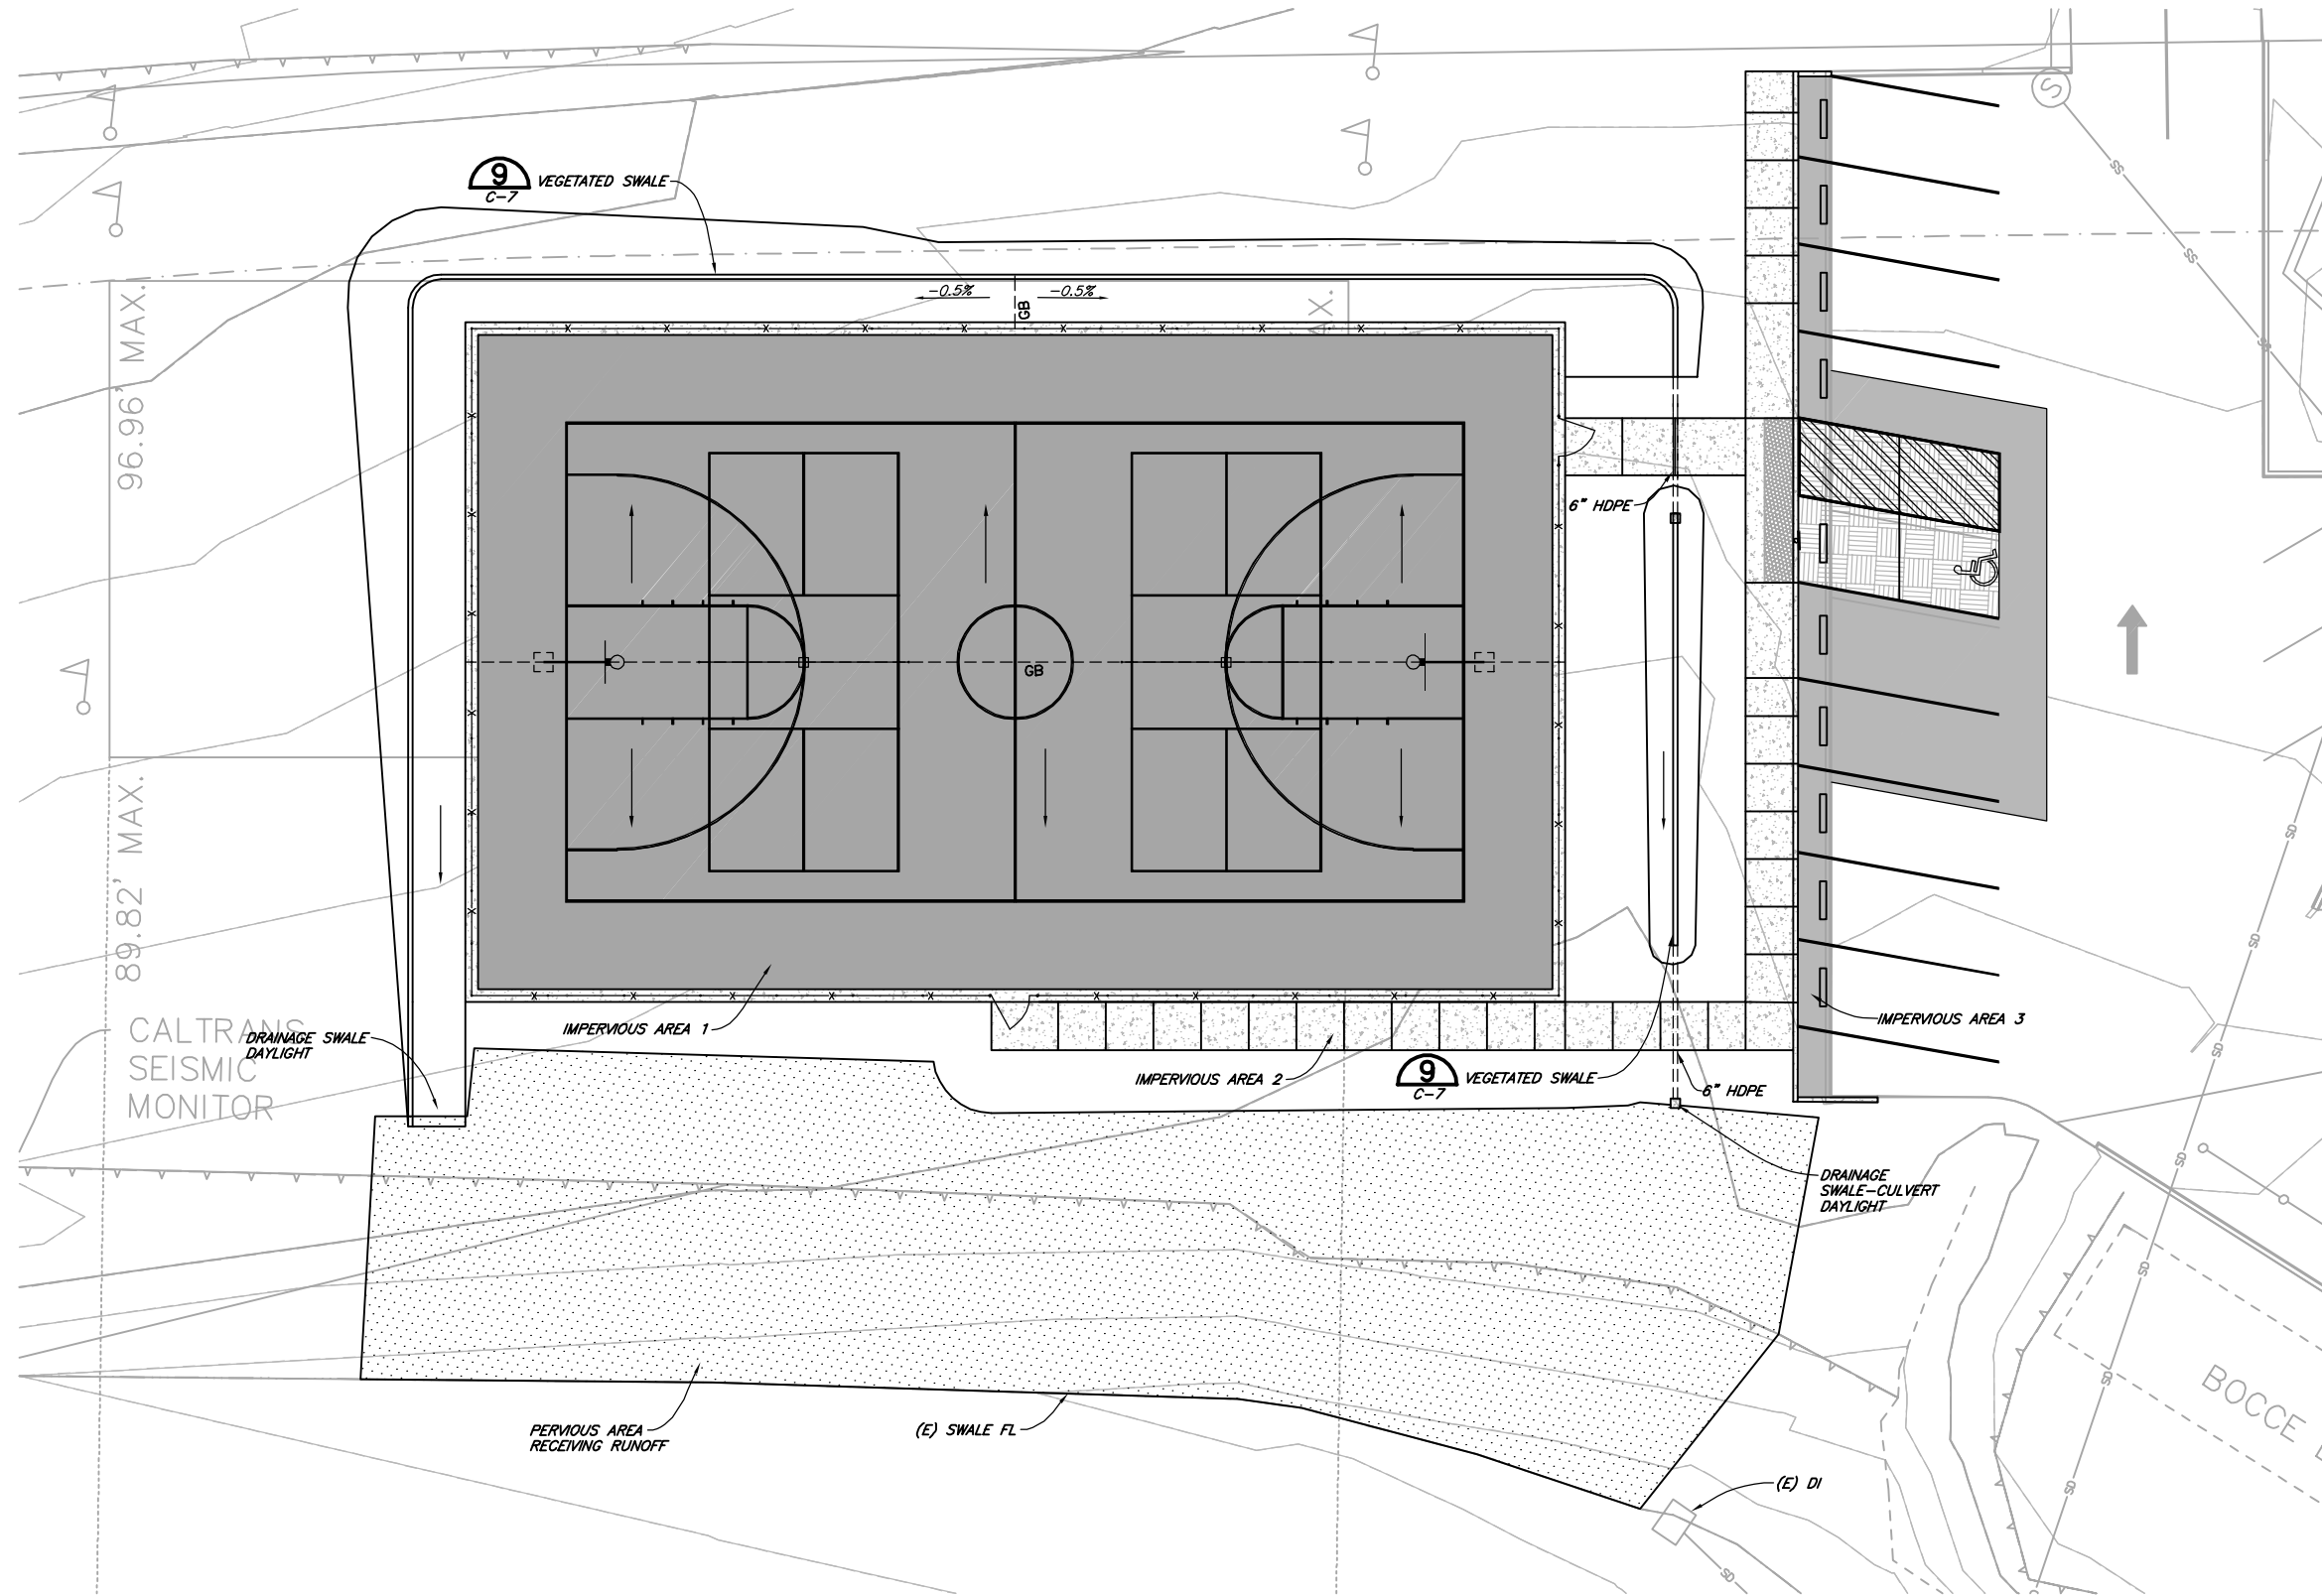 S
SS
SS
SS
9
C-7
VEGETATED SWALE
-0.5%
-0.5%
GB
96.96' MAX.
6" HDPE
GB
89.82' MAX.
SD
SD
CALTRANS
SEISMIC
MONITOR
DRAINAGE SWALE
DAYLIGHT
IMPERVIOUS AREA 1
IMPERVIOUS AREA 2
9
C-7
VEGETATED SWALE
6" HDPE
IMPERVIOUS AREA 3
SD
SD
DRAINAGE
SWALE-CULVERT
DAYLIGHT
SD
SD
BOCCE
PERVIOUS AREA
RECEIVING RUNOFF
(E) SWALE FL
(E) DI
SD
SD